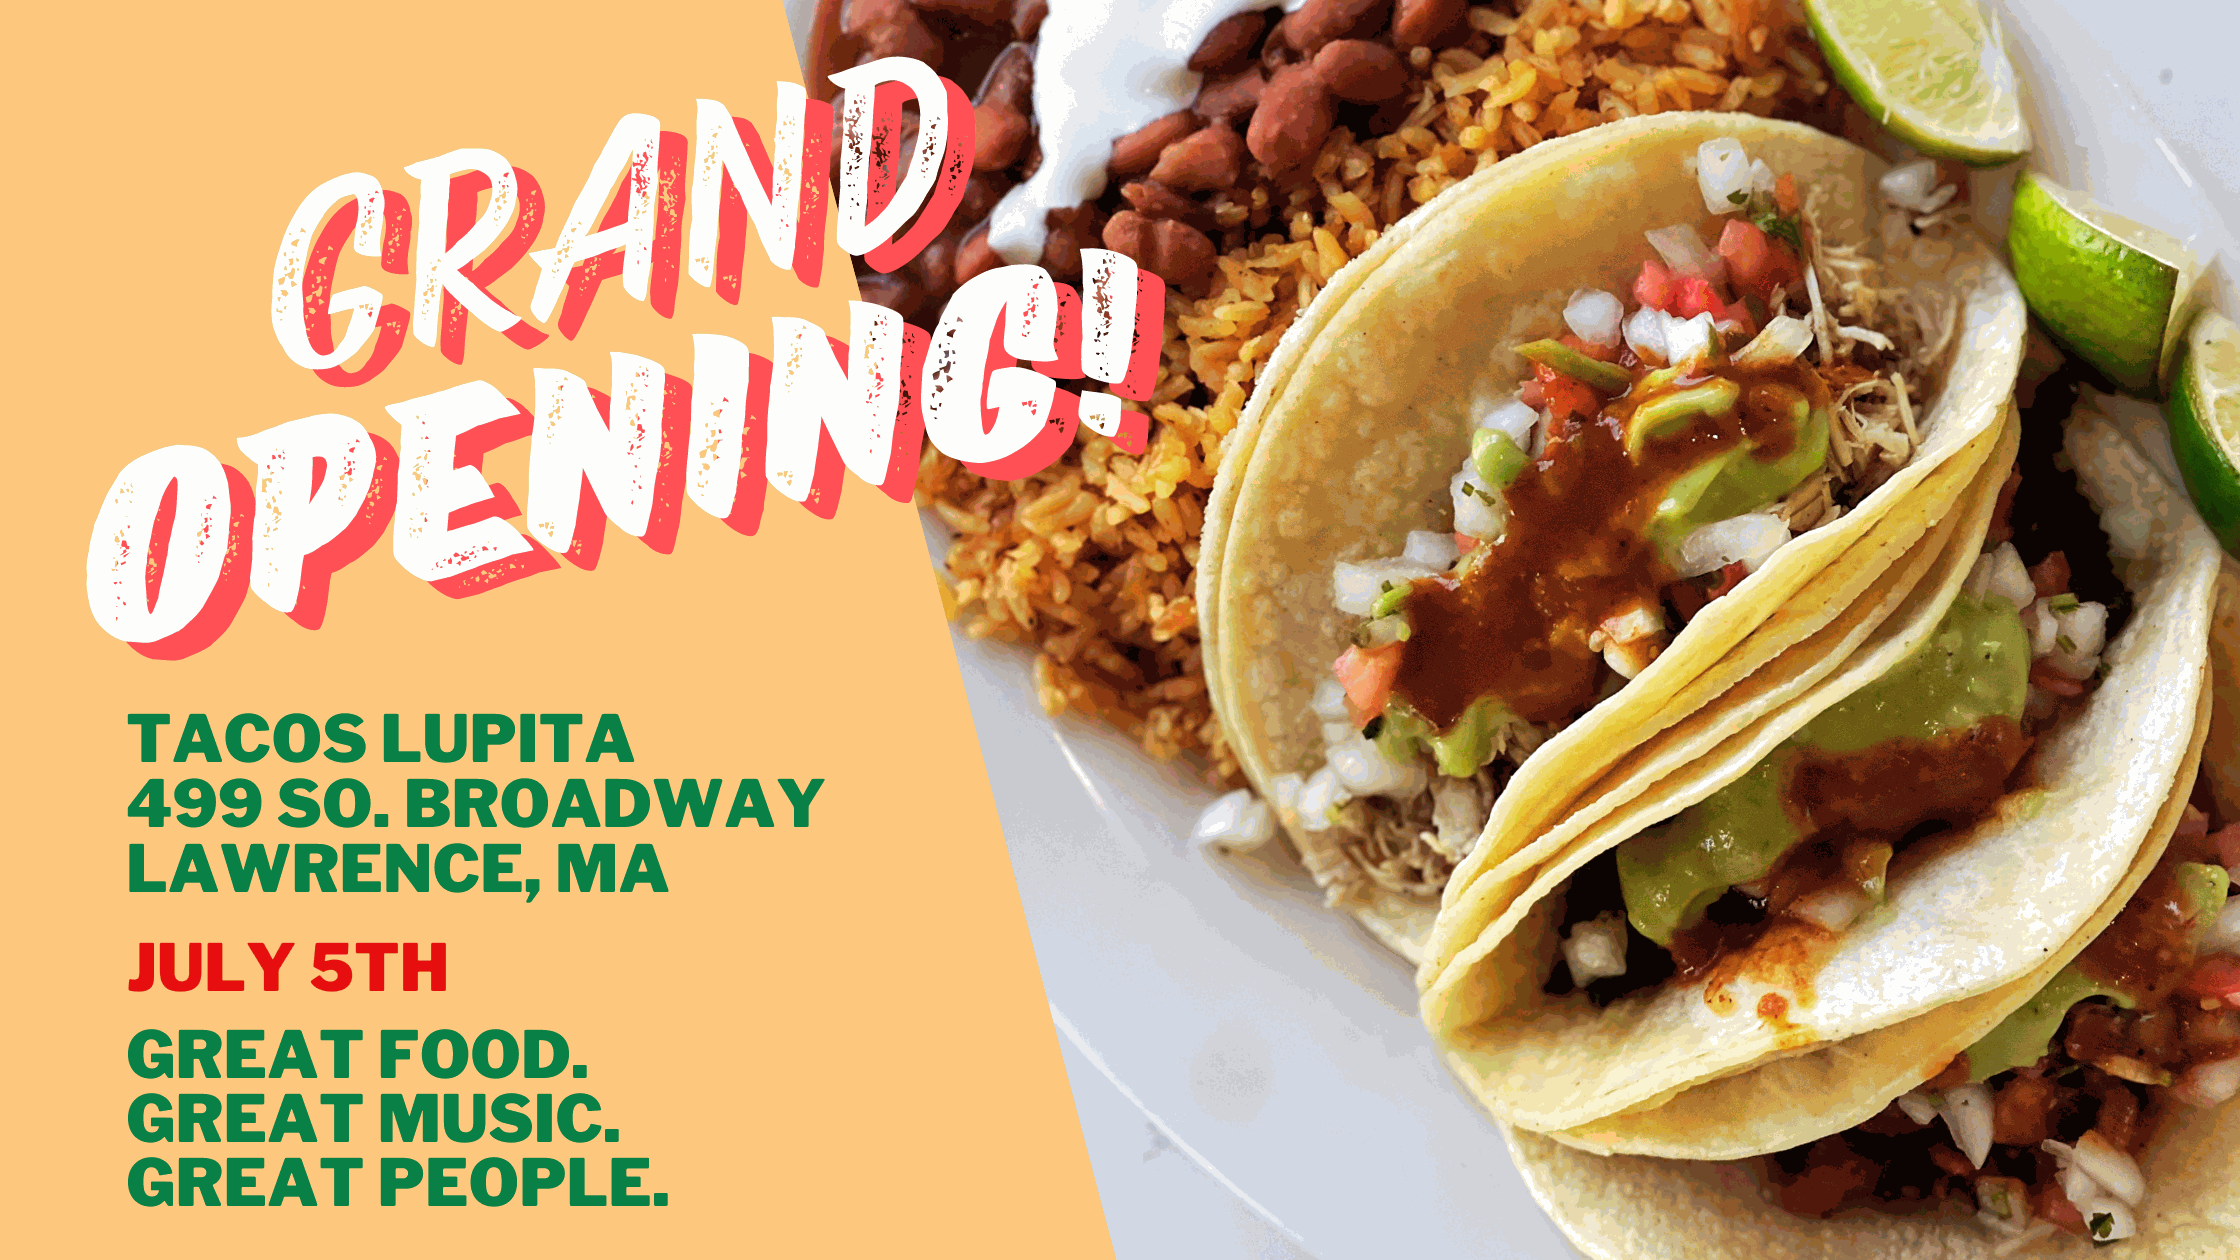 GRAND
OPENING!
TACOS LUPITA
499 SO. BROADWAY
LAWRENCE, MA
JULY 5TH
GREAT FOOD.
GREAT MUSIC.
GREAT PEOPLE.